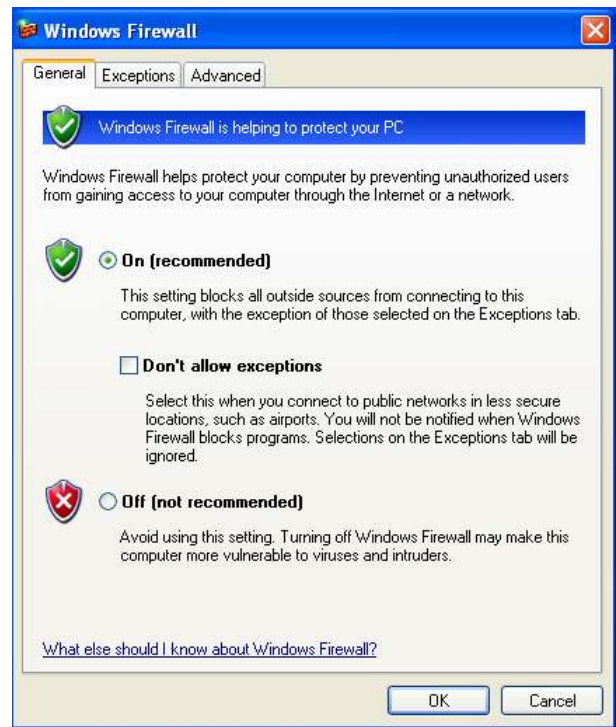 Windows Firewall
General Exceptions Advanced
Windows Firewall is helping to protect your PC
Windows Firewall helps protect your computer by preventing unauthorized users
from gaining access to your computer through the Internet or a network.
On (recommended)
This setting blocks all outside sources from connecting to this
computer, with the exception of those selected on the Exceptions tab.
Don't allow exceptions
Select this when you connect to public networks in less secure
locations, such as airports. You will not be notified when Windows
Firewall blocks programs. Selections on the Exceptions tab will be
ignored.
Off (not recommended)
Avoid using this setting. Turning off Windows Firewall may make this
computer more vulnerable to viruses and intruders.
What else should I know about Windows Firewall?
OK Cancel